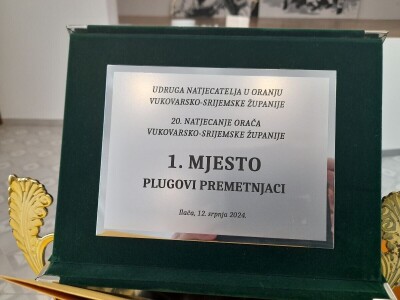 UDRUGA NATJECATELJA U ORANJU
VUKOVARSKO-SRIJEMSKE ŽUPANIJE
20. NATJECANJE ORAČA
VUKOVARSKO-SRIJEMSKE ŽUPANIJE
1. MJESTO
PLUGOVI PREMETNJACI
Ilača, 12. srpnja 2024.